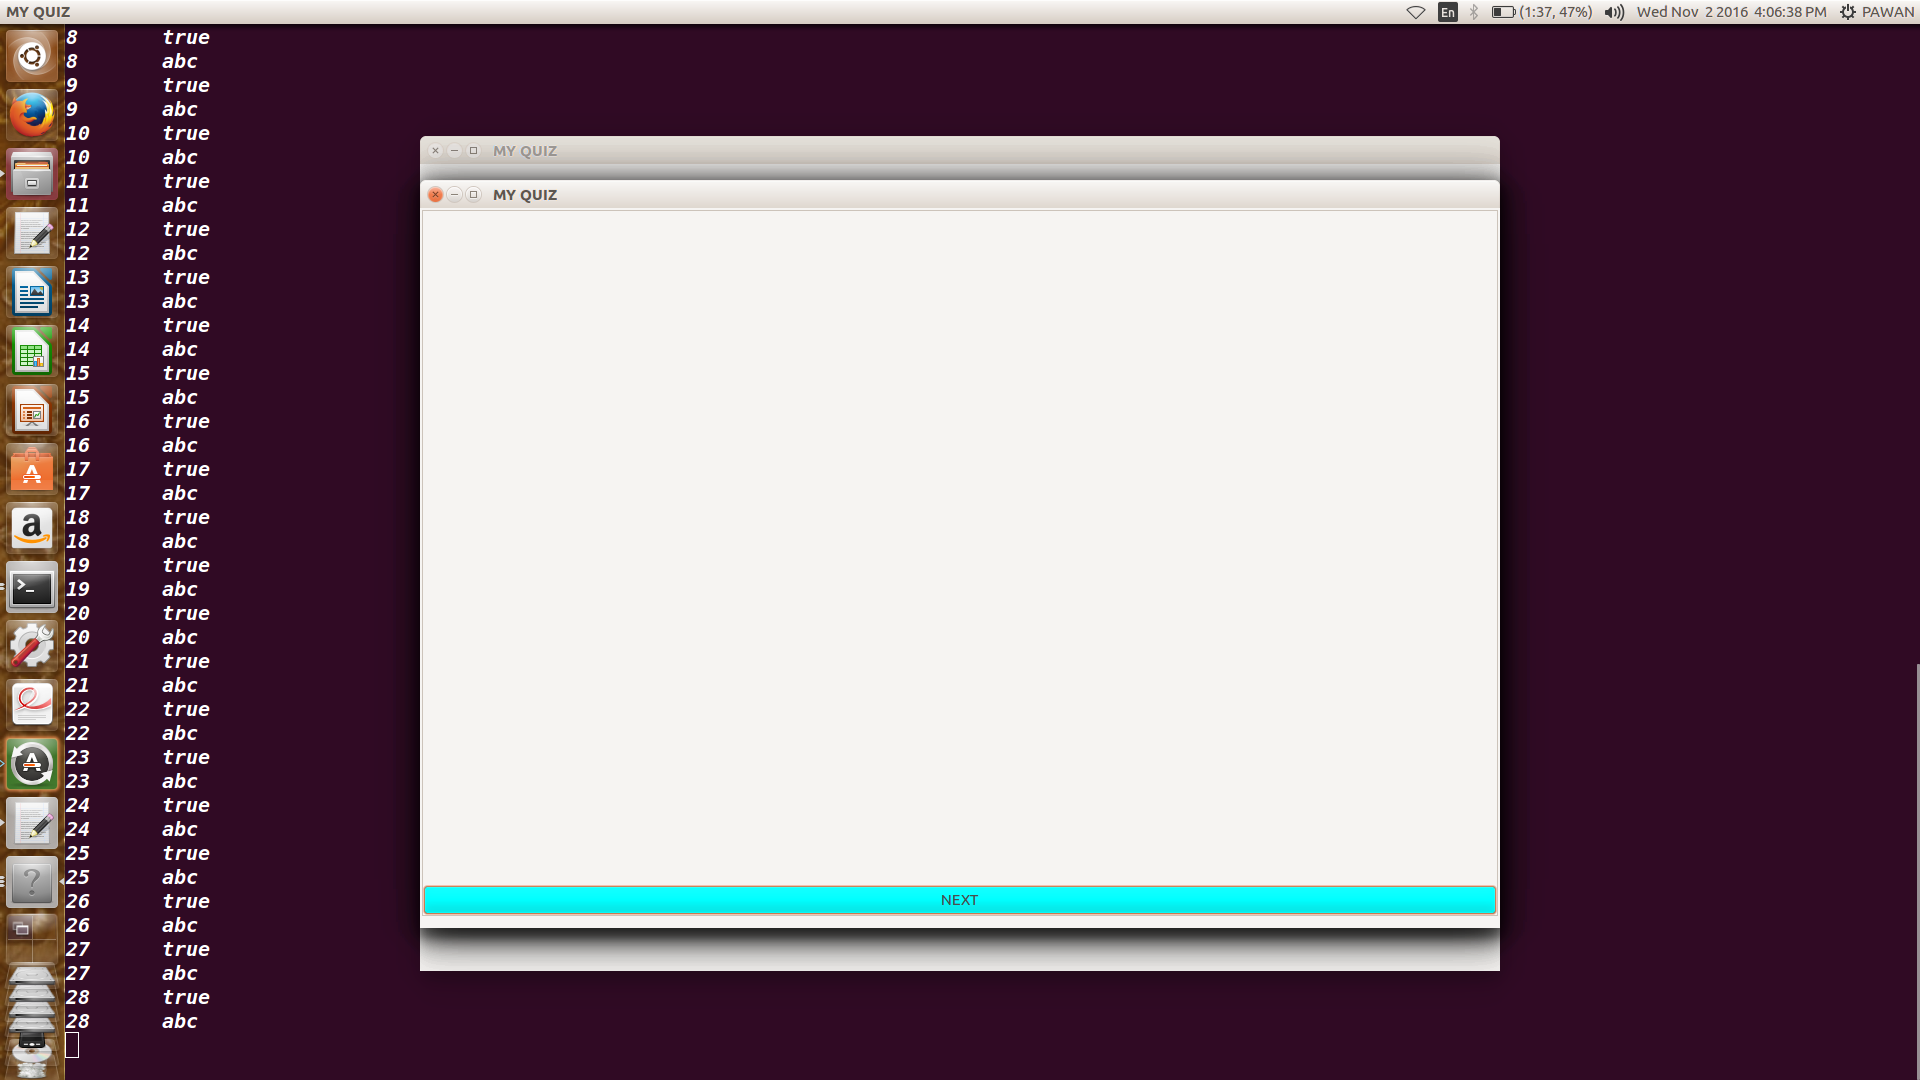 MY QUIZ
En (1:37, 47%) Wed Nov 2 2016 4:06:38 PM PAWAN
8 true
8 abc
9 true
9 abc
10 true
10 abc
11 true
11 abc
12 true
12 abc
13 true
13 abc
14 true
14 abc
15 true
15 abc
16 true
16 abc
17 true
17 abc
18 true
18 abc
19 true
19 abc
20 true
20 abc
21 true
21 abc
22 true
22 abc
23 true
23 abc
24 true
24 abc
25 true
25 abc
26 true
26 abc
27 true
27 abc
28 true
28 abc
MY QUIZ
MY QUIZ
NEXT